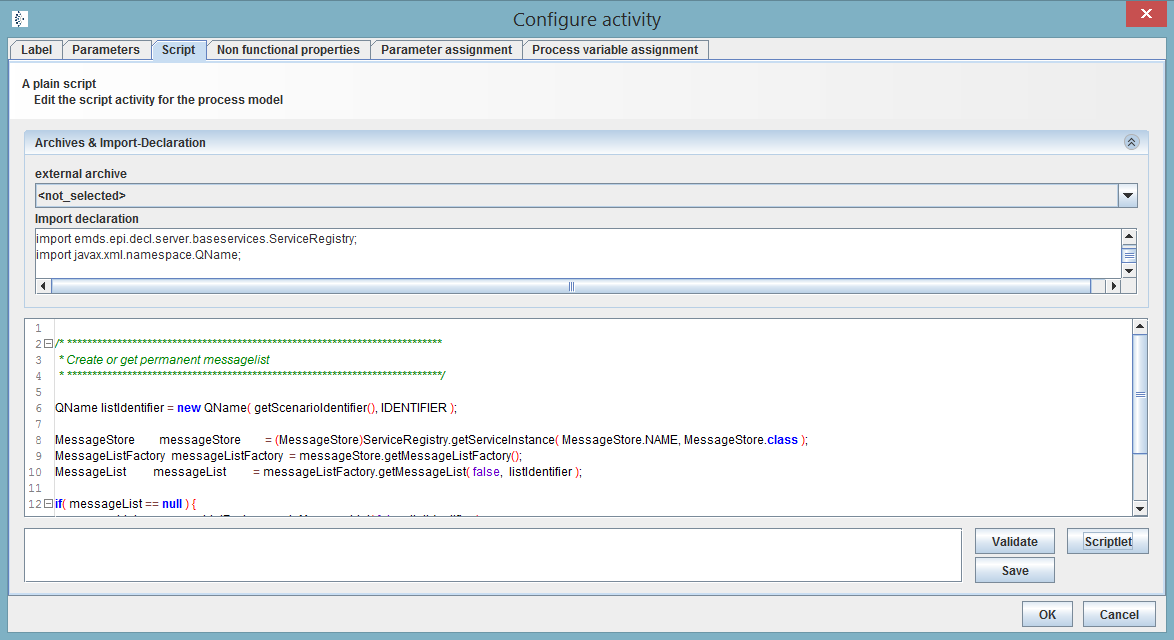 Configure activity
Label Parameters Script Non functional properties Parameter assignment Process variable assignment
A plain script
Edit the script activity for the process model
Archives & Import-Declaration
external archive
<not_selected>
Import declaration
import emds.epi.decl.server.baseservices.ServiceRegistry;
import javax.xml.namespace.QName;
1
2 /* ***************************************************************************
3 * Create or get permanent messagelist
4 * ***************************************************************************/
5
6 QName listIdentifier = new QName( getScenarioIdentifier(), IDENTIFIER );
7
8 MessageStore messageStore = (MessageStore)ServiceRegistry.getServiceInstance( MessageStore.NAME, MessageStore.class );
9 MessageListFactory messageListFactory = messageStore.getMessageListFactory();
10 MessageList messageList = messageListFactory.getMessageList( false, listIdentifier );
11
12 if( messageList == null ) {
Validate Scriptlet
Save
OK Cancel